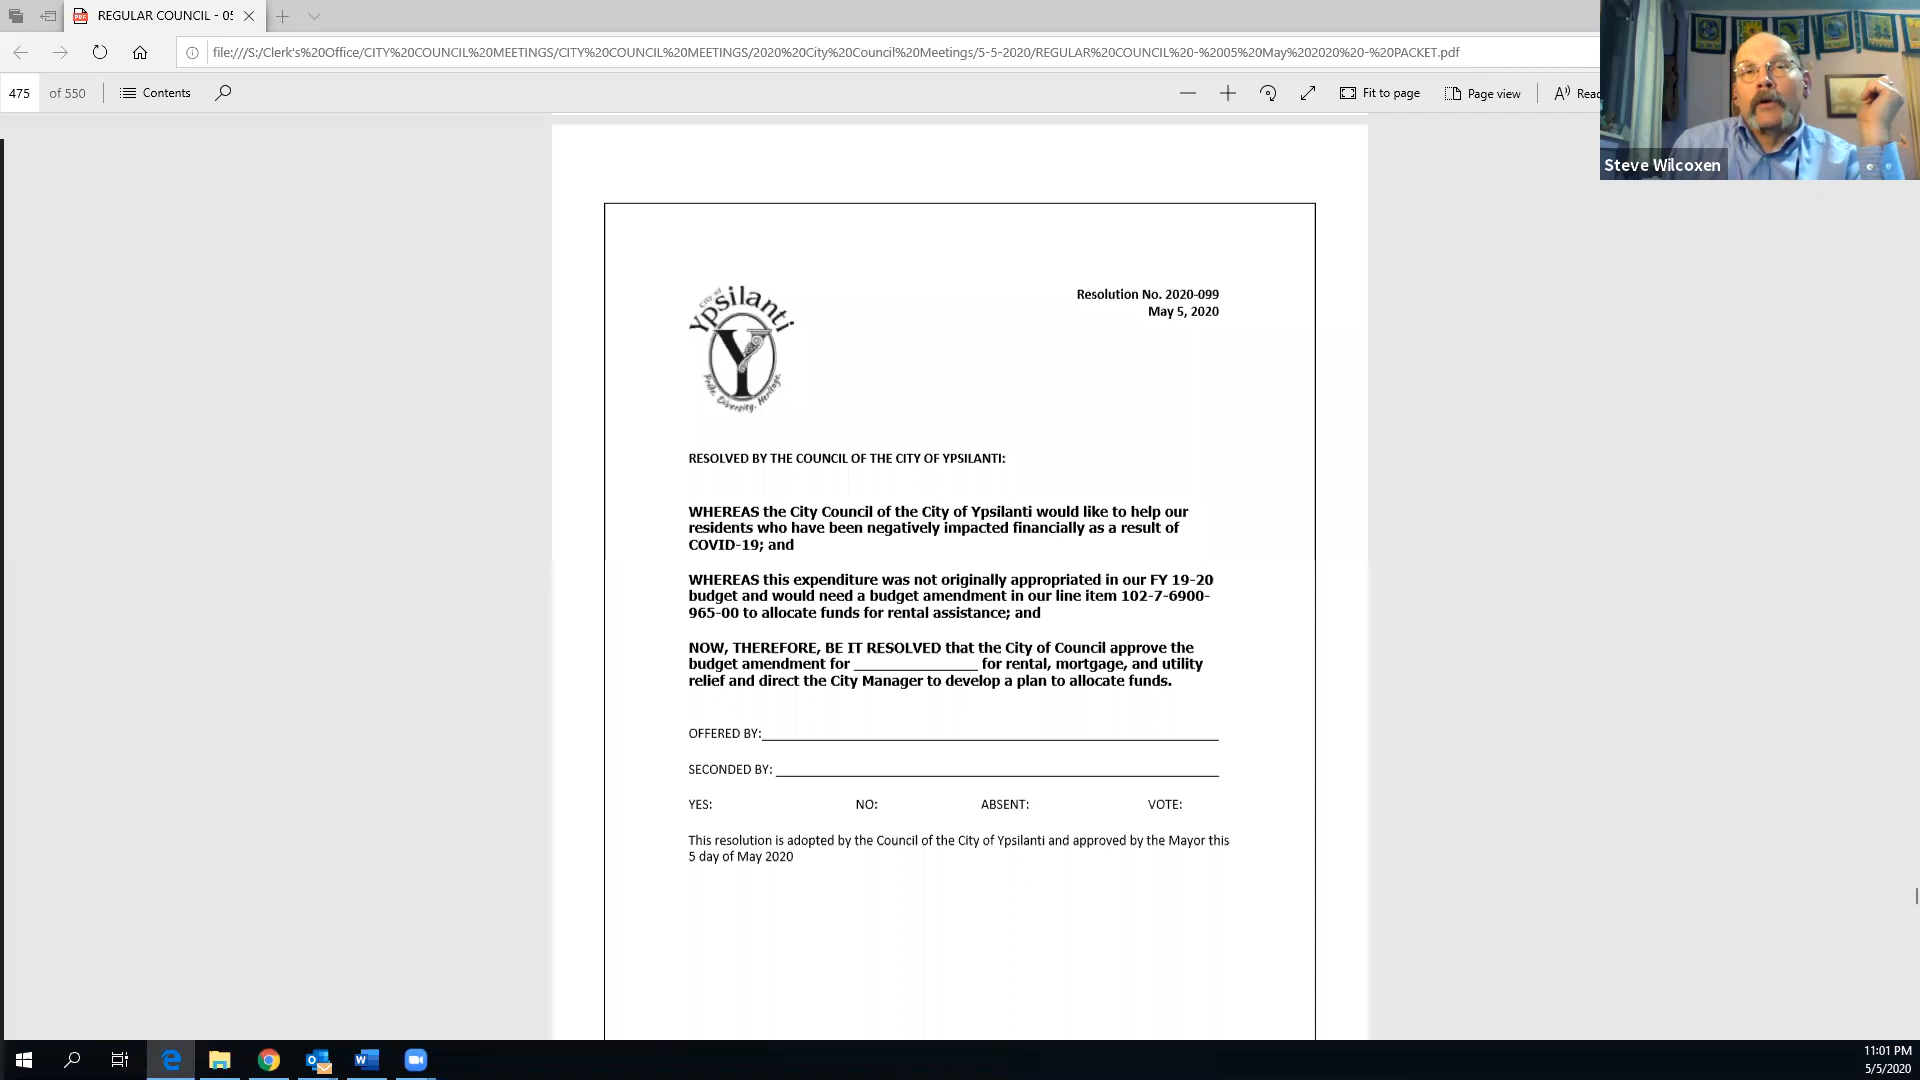 REGULAR COUNCIL - 05
file:///S:/Clerk's%20Office/CITY%20COUNCIL%20MEETINGS/CITY%20COUNCIL%20MEETINGS/2020%20City%20Council%20Meetings/5-5-2020/REGULAR%20COUNCIL%20-%2005%20May%202020%20-%20PACKET.pdf
475 of 550 Contents Fit to page Page view Read
Steve Wilcoxen
city of
Ypsilanti
Y
Pride. Diversity. Heritage.
Resolution No. 2020-099
May 5, 2020
RESOLVED BY THE COUNCIL OF THE CITY OF YPSILANTI:
WHEREAS the City Council of the City of Ypsilanti would like to help our
residents who have been negatively impacted financially as a result of
COVID-19; and
WHEREAS this expenditure was not originally appropriated in our FY 19-20
budget and would need a budget amendment in our line item 102-7-6900-
965-00 to allocate funds for rental assistance; and
NOW, THEREFORE, BE IT RESOLVED that the City of Council approve the
budget amendment for ________________ for rental, mortgage, and utility
relief and direct the City Manager to develop a plan to allocate funds.
OFFERED BY:
SECONDED BY:
YES: NO: ABSENT: VOTE:
This resolution is adopted by the Council of the City of Ypsilanti and approved by the Mayor this
5 day of May 2020
11:01 PM
5/5/2020